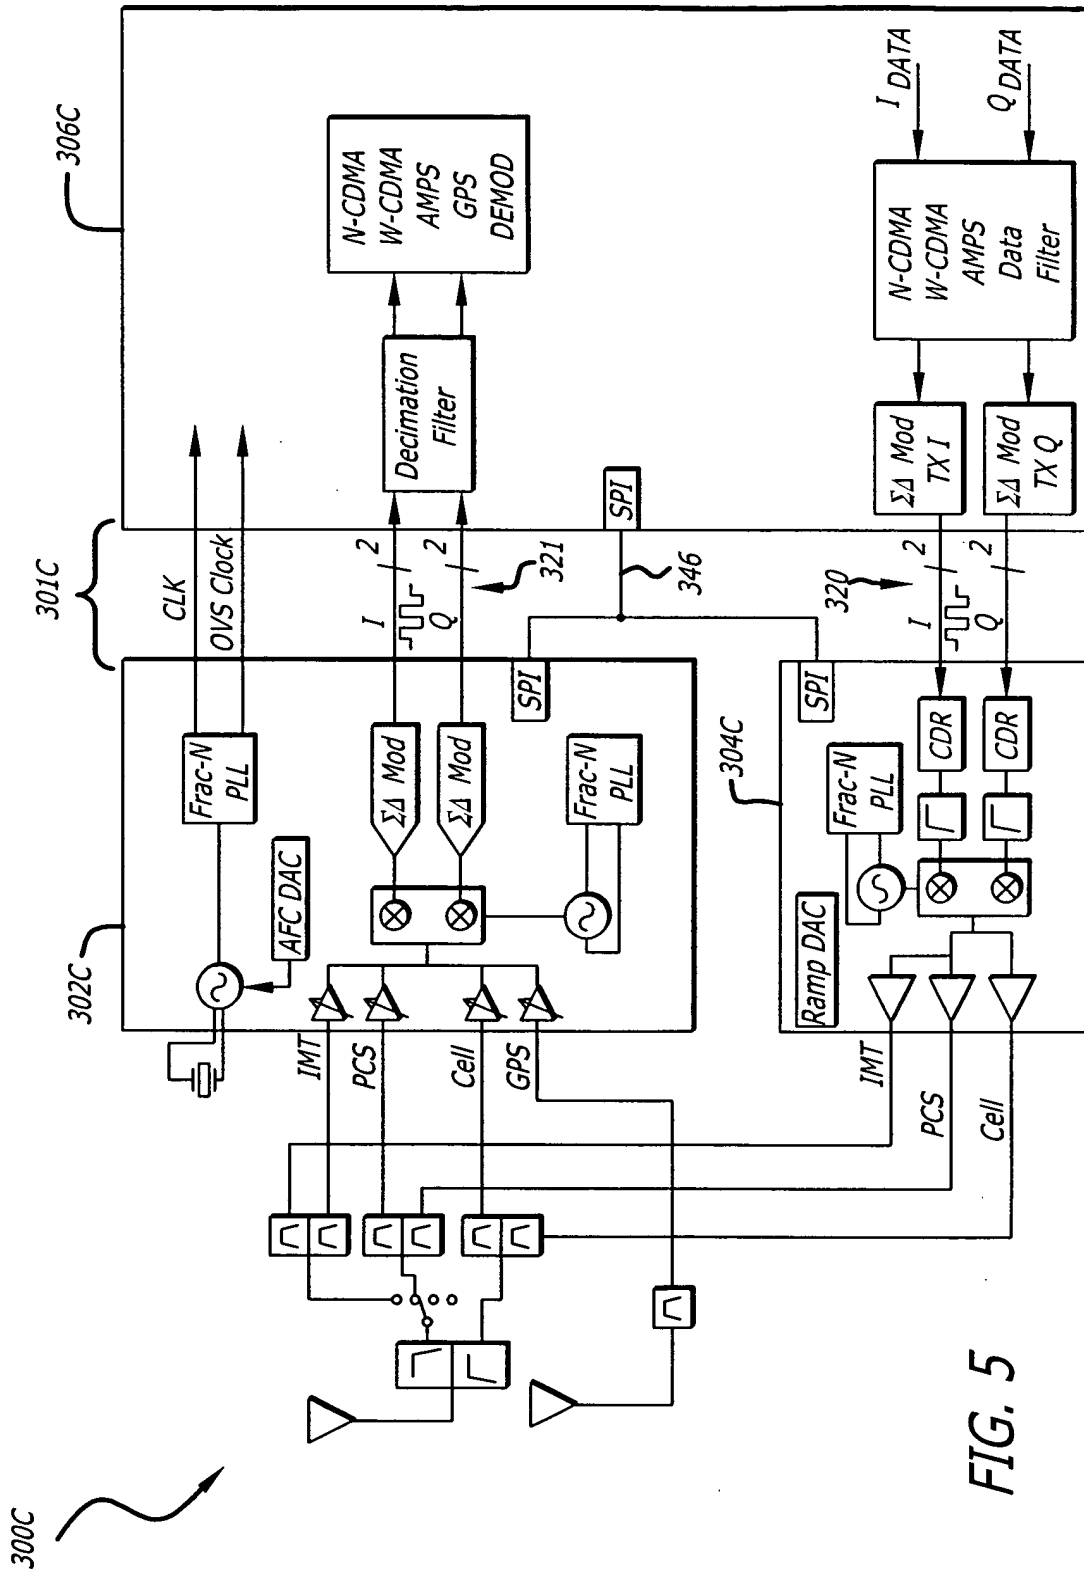 300C
302C
301C
306C
CLK
OVS Clock
Frac-N
PLL
AFC DAC
IMT
PCS
Cell
GPS
ΣΔ Mod
ΣΔ Mod
I
2
Q
2
321
Decimation
Filter
N-CDMA
W-CDMA
AMPS
GPS
DEMOD
Frac-N
PLL
SPI
SPI
346
304C
SPI
Ramp DAC
Frac-N
PLL
IMT
PCS
Cell
CDR
CDR
320
I
2
Q
2
ΣΔ Mod
TX I
ΣΔ Mod
TX Q
N-CDMA
W-CDMA
AMPS
Data
Filter
I DATA
Q DATA
FIG. 5